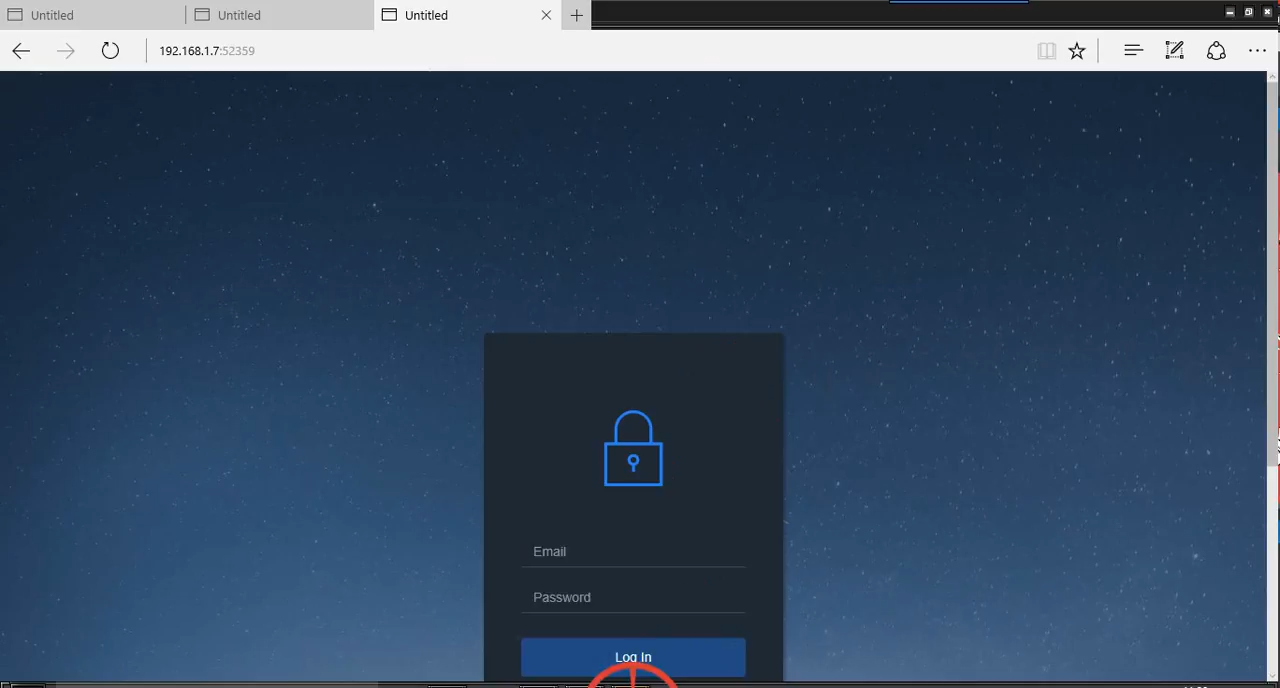 Untitled
Untitled
Untitled
192.168.1.7:52359
Email
Password
Log In